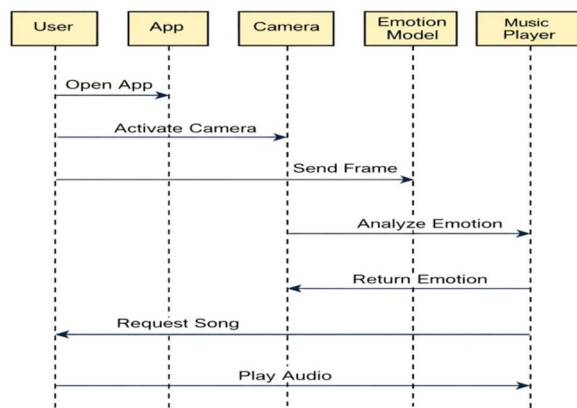 User
App
Camera
Emotion
Model
Music
Player
Open App
Activate Camera
Send Frame
Analyze Emotion
Return Emotion
Request Song
Play Audio